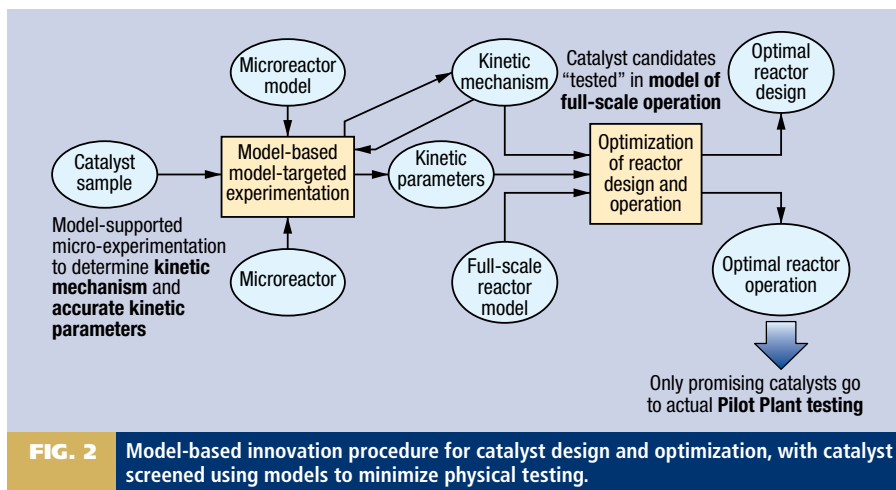 Microreactor
model
Kinetic
mechanism
Catalyst candidates
“tested” in model of
full-scale operation
Optimal
reactor
design
Catalyst
sample
Model-based
model-targeted
experimentation
Kinetic
parameters
Optimization
of reactor
design and
operation
Model-supported
micro-experimentation
to determine kinetic
mechanism and
accurate kinetic
parameters
Microreactor
Full-scale
reactor
model
Optimal reactor
operation
Only promising catalysts go
to actual Pilot Plant testing
FIG. 2
Model-based innovation procedure for catalyst design and optimization, with catalyst
screened using models to minimize physical testing.